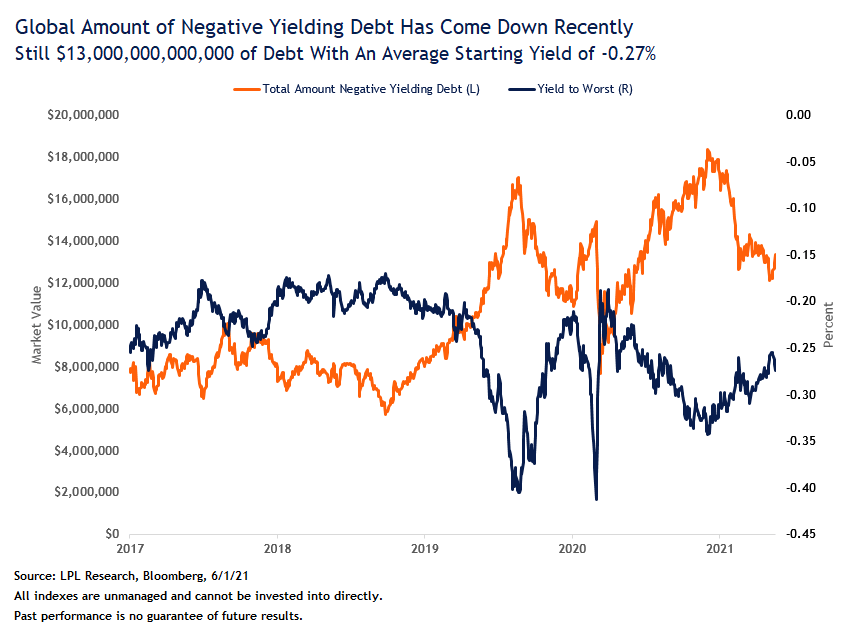 Global Amount of Negative Yielding Debt Has Come Down Recently
Still $13,000,000,000,000 of Debt With An Average Starting Yield of -0.27%
Total Amount Negative Yielding Debt (L)
Yield to Worst (R)
$20,000,000
$18,000,000
$16,000,000
$14,000,000
$12,000,000
$10,000,000
$8,000,000
$6,000,000
$4,000,000
$2,000,000
$0
Market Value
0.00
-0.05
-0.10
-0.15
-0.20
-0.25
-0.30
-0.35
-0.40
-0.45
Percent
2017
2018
2019
2020
2021
Source: LPL Research, Bloomberg, 6/1/21
All indexes are unmanaged and cannot be invested into directly.
Past performance is no guarantee of future results.